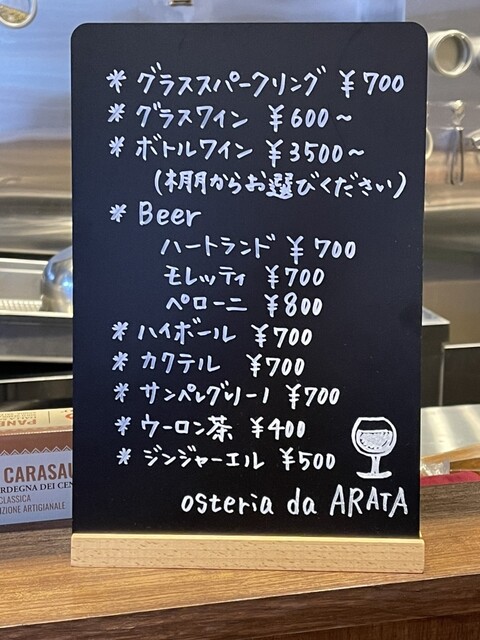 * グラススパークリング ¥700
* グラスワイン ¥600~
* ボトルワイン ¥3500~
(棚からお選びください)
* Beer
ハートランド ¥700
モレッティ ¥700
ペローニ ¥800
* ハイボール ¥700
* カクテル ¥700
* サンペレグリーノ ¥700
* ウーロン茶 ¥400
* ジンジャーエル ¥500
osteria da ARATA
CARASAU
CLASSICA